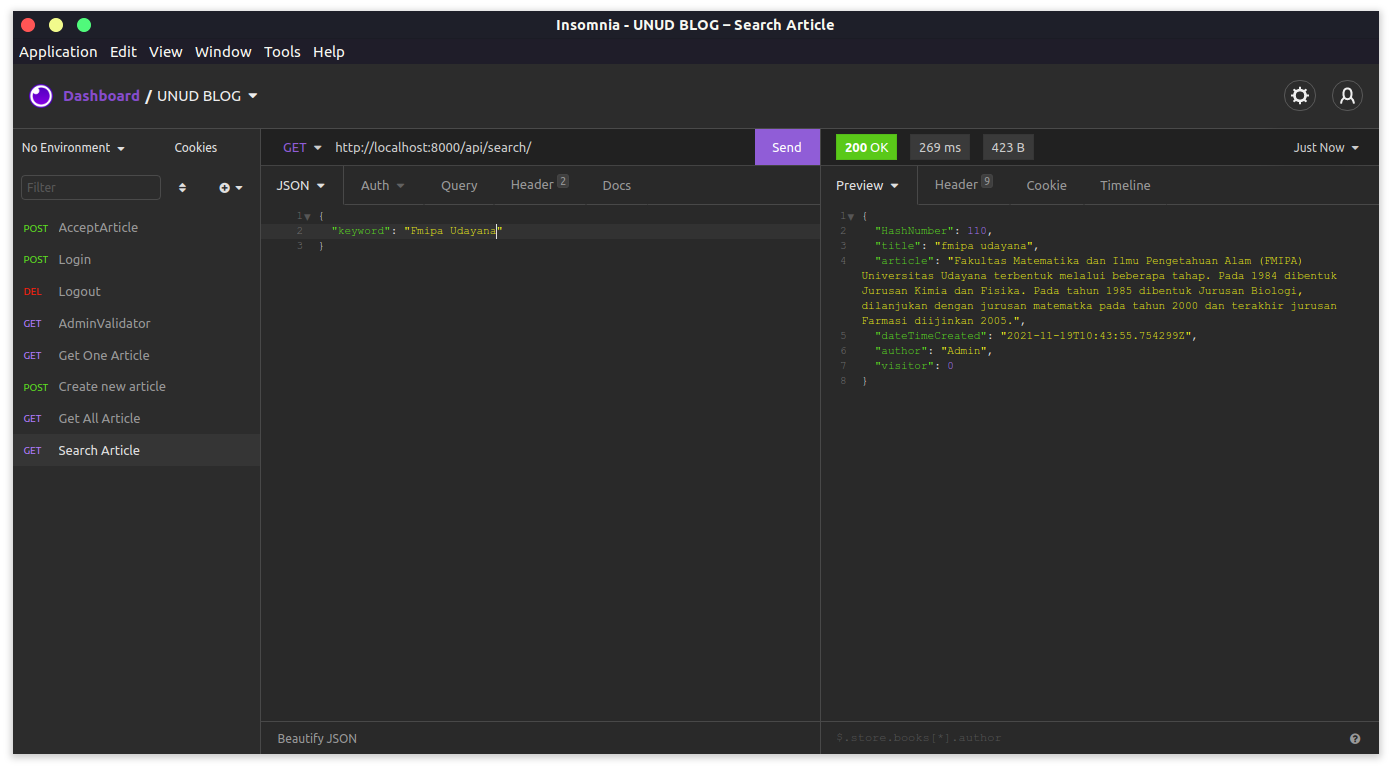 Insomnia - UNUD BLOG – Search Article
Application Edit View Window Tools Help
Dashboard / UNUD BLOG
No Environment Cookies
Filter
POST AcceptArticle
POST Login
DEL Logout
GET AdminValidator
GET Get One Article
POST Create new article
GET Get All Article
GET Search Article
GET http://localhost:8000/api/search/ Send
JSON Auth Query Header 2 Docs
1 {
2 "keyword": "Fmipa Udayana"
3 }
Beautify JSON
200 OK 269 ms 423 B Just Now
Preview Header 9 Cookie Timeline
1 {
2 "HashNumber": 110,
3 "title": "fmipa udayana",
4 "article": "Fakultas Matematika dan Ilmu Pengetahuan Alam (FMIPA)
Universitas Udayana terbentuk melalui beberapa tahap. Pada 1984 dibentuk
Jurusan Kimia dan Fisika. Pada tahun 1985 dibentuk Jurusan Biologi,
dilanjukan dengan jurusan matematka pada tahun 2000 dan terakhir jurusan
Farmasi diijinkan 2005.",
5 "dateTimeCreated": "2021-11-19T10:43:55.754299Z",
6 "author": "Admin",
7 "visitor": 0
8 }
$.store.books[*].author